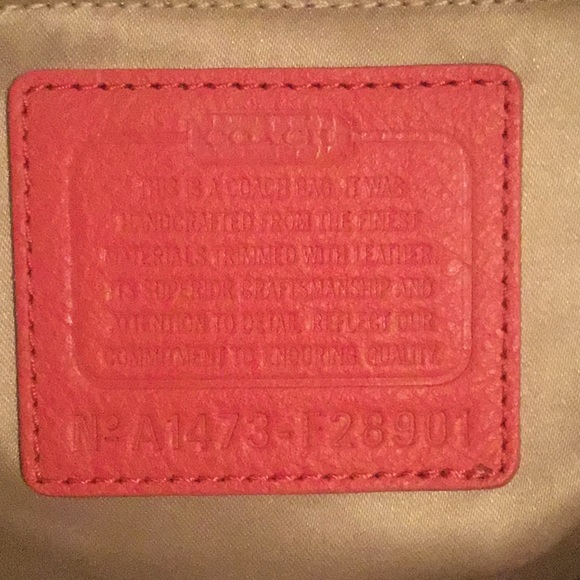 COACH
THIS IS A COACH BAG. IT WAS
HANDCRAFTED FROM THE FINEST
MATERIALS TRIMMED WITH LEATHER.
ITS SUPERIOR CRAFTSMANSHIP AND
ATTENTION TO DETAIL, REFLECT OUR
COMMITMENT TO ENDURING QUALITY.
Nº A1473-F28901